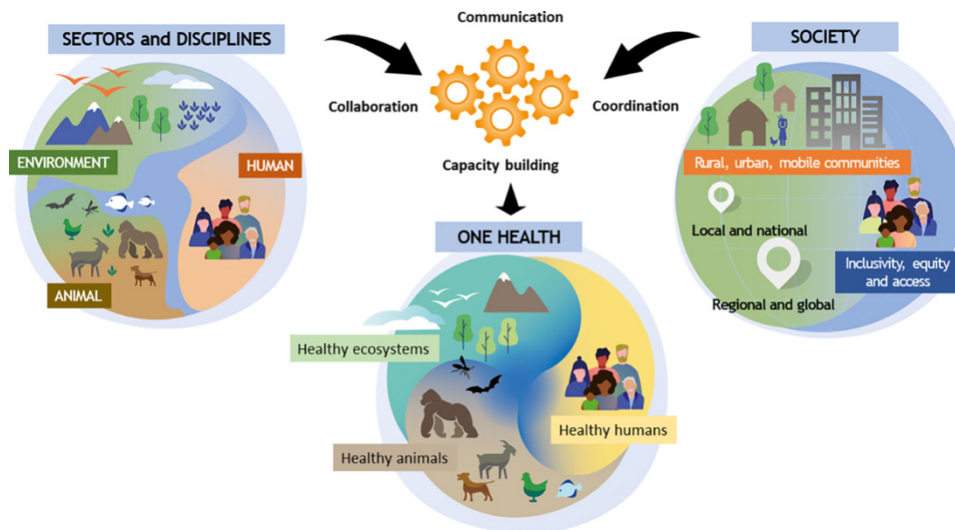 SECTORS and DISCIPLINES
ENVIRONMENT
HUMAN
ANIMAL
Communication
Collaboration
Coordination
Capacity building
SOCIETY
Rural, urban, mobile communities
Local and national
Regional and global
Inclusivity, equity
and access
ONE HEALTH
Healthy ecosystems
Healthy humans
Healthy animals